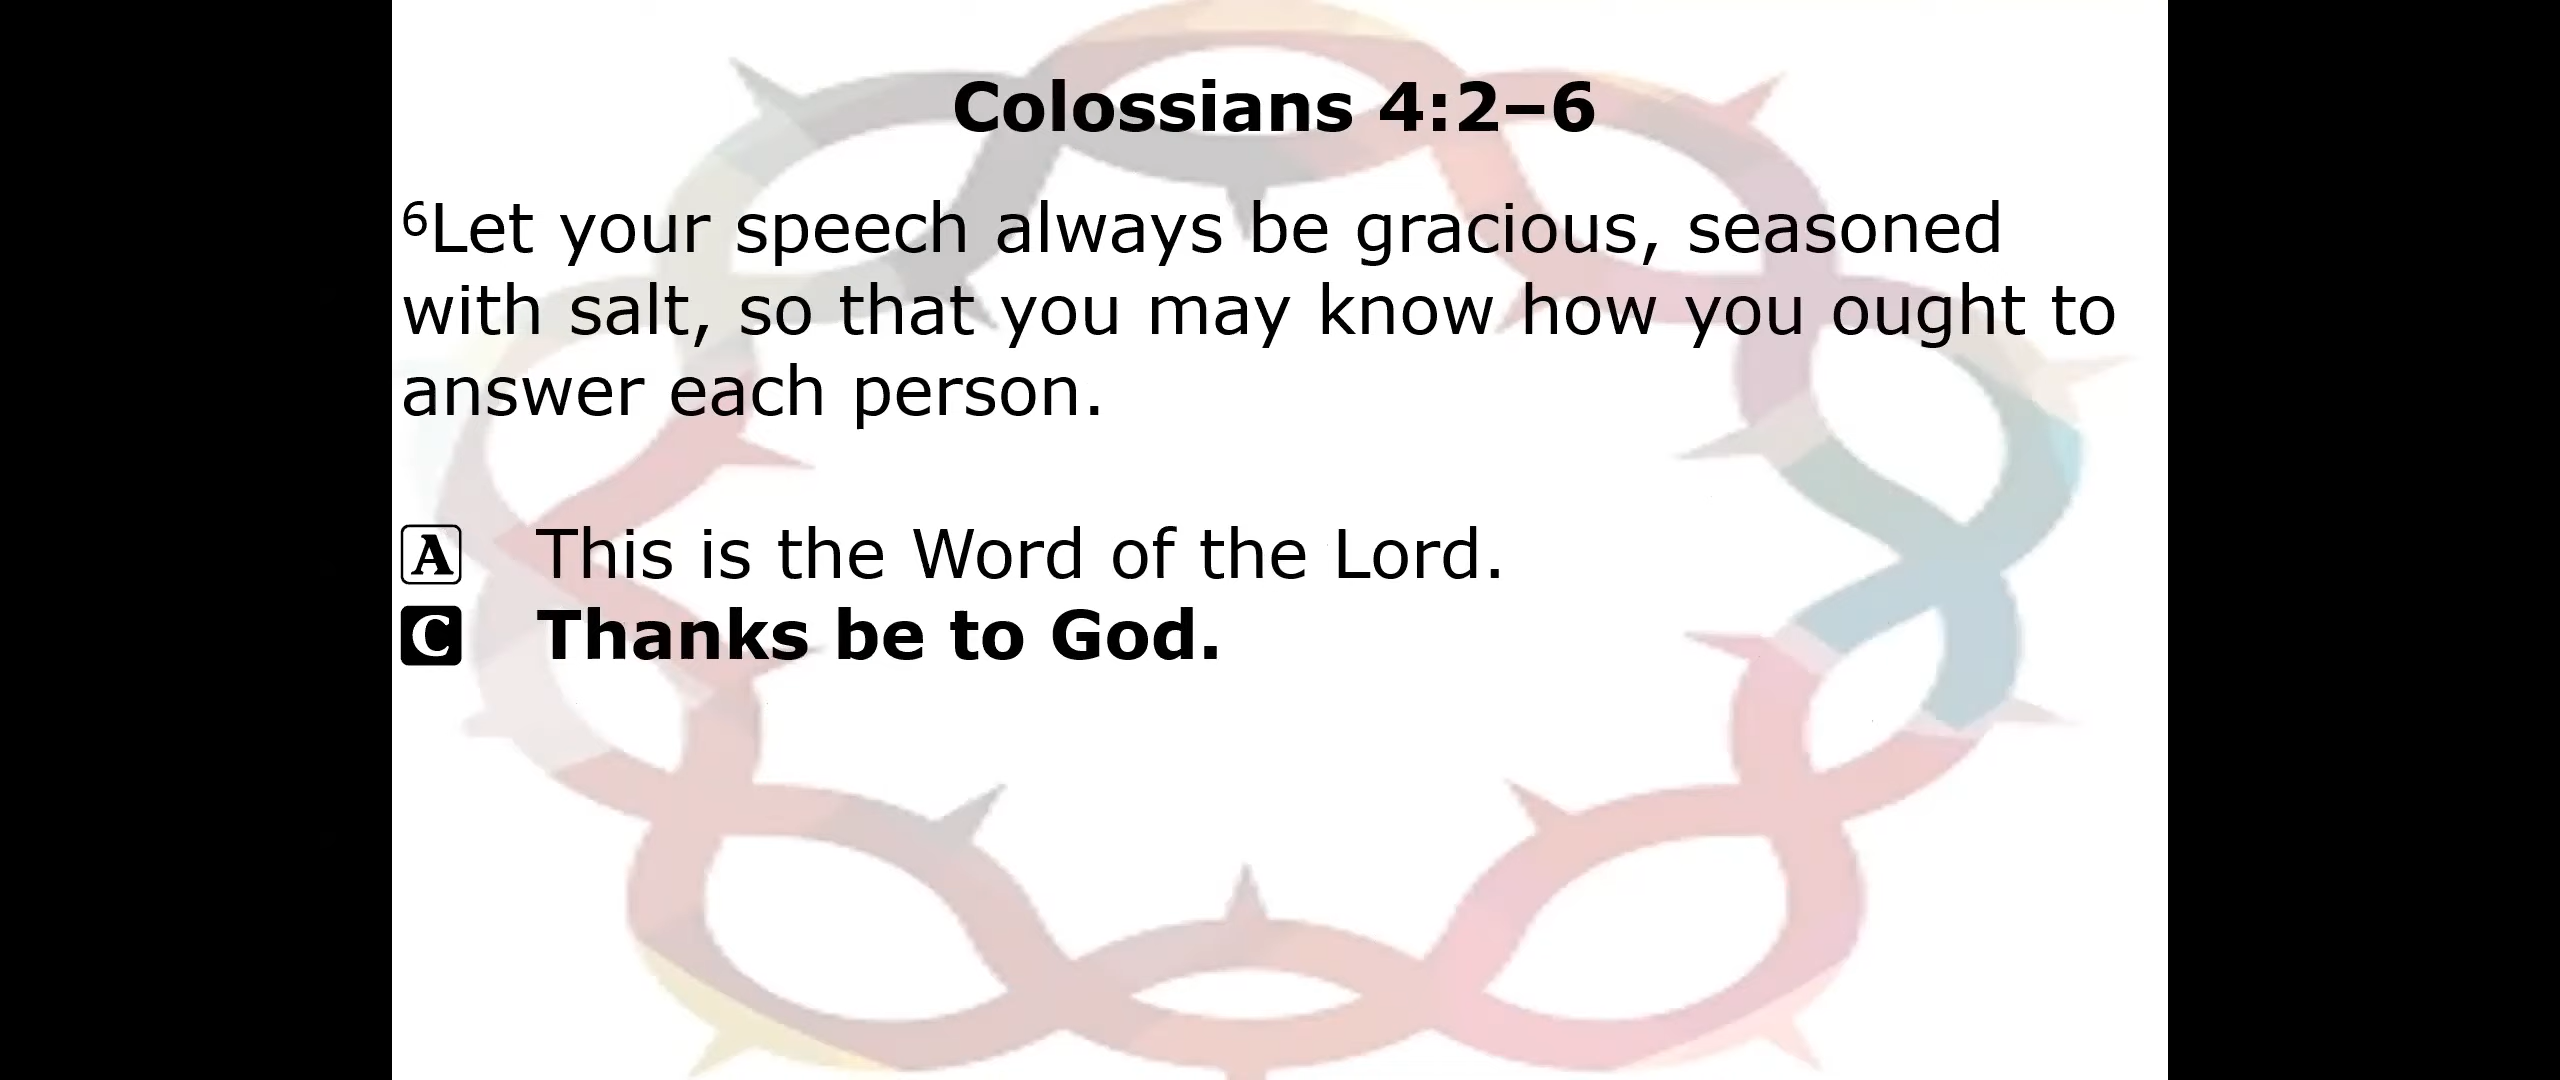 Colossians 4:2–6
⁶Let your speech always be gracious, seasoned
with salt, so that you may know how you ought to
answer each person.
A This is the Word of the Lord.
C Thanks be to God.